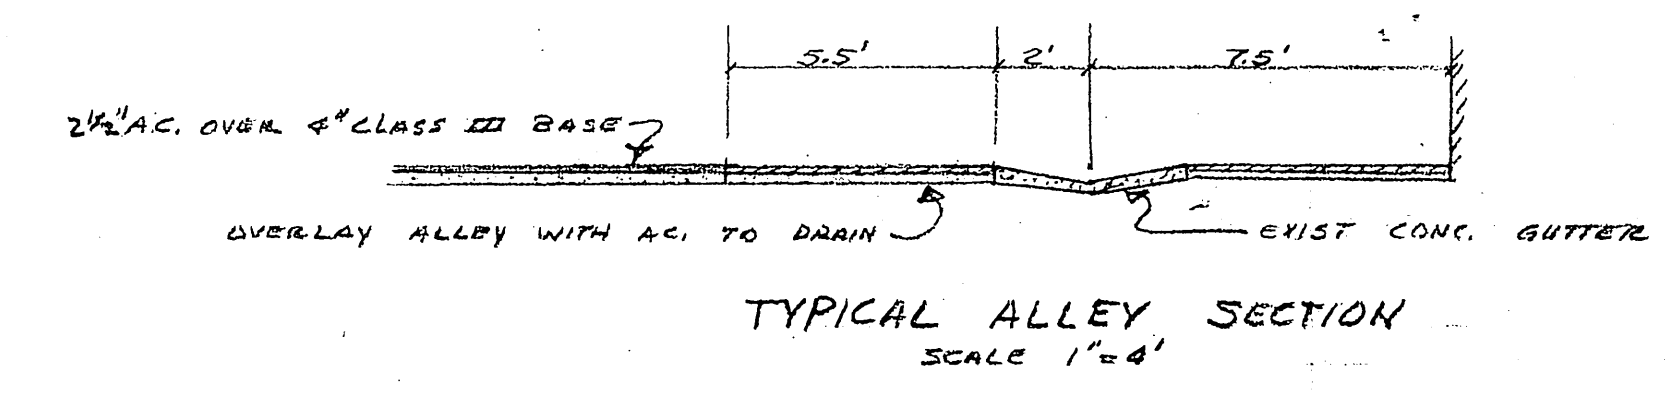 5.5' 2' 7.5'
2½" A.C. OVER 4" CLASS III BASE
OVERLAY ALLEY WITH AC. TO DRAIN
EXIST CONC. GUTTER
TYPICAL ALLEY SECTION
SCALE 1"=4'